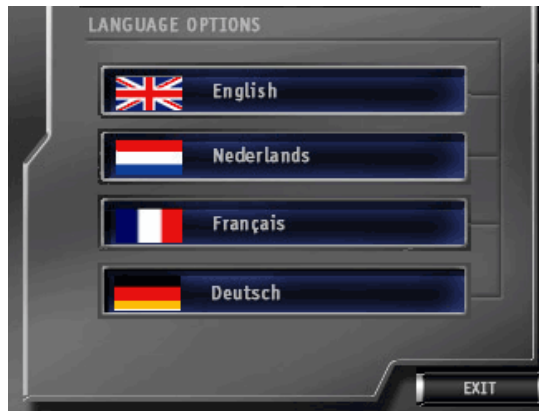 LANGUAGE OPTIONS
English
Nederlands
Français
Deutsch
EXIT